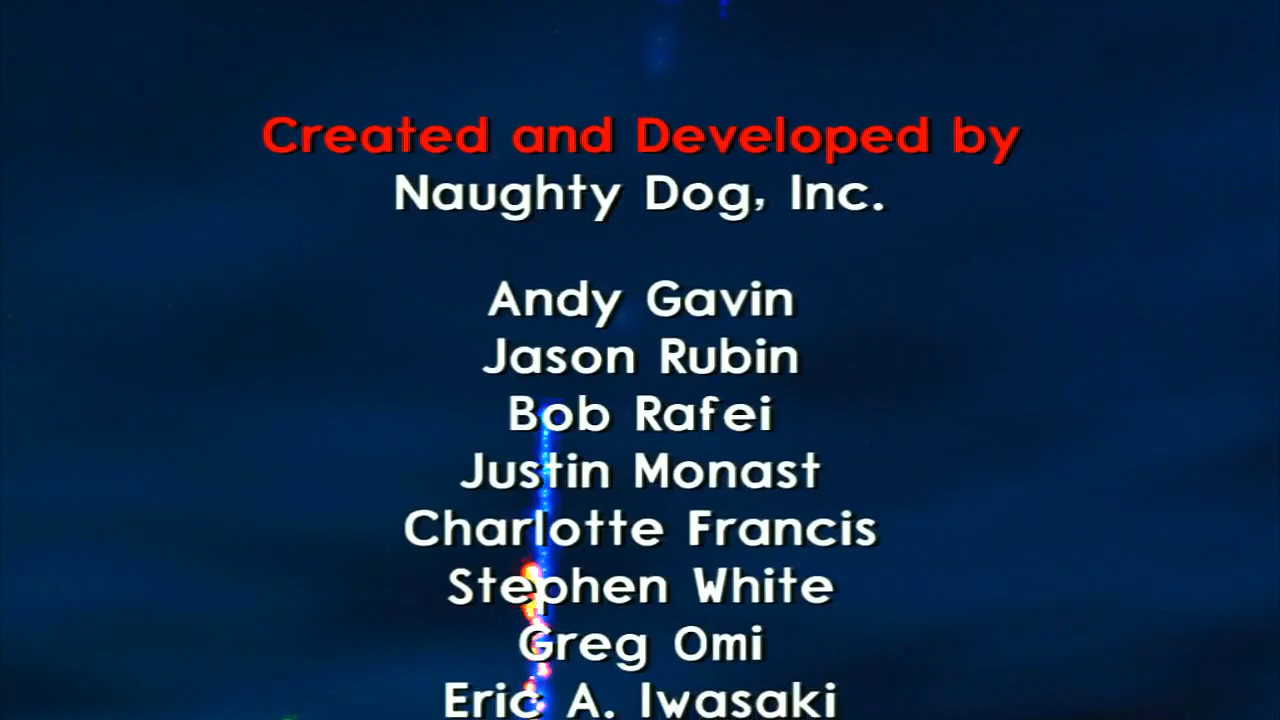 Created and Developed by
Naughty Dog, Inc.
Andy Gavin
Jason Rubin
Bob Rafei
Justin Monast
Charlotte Francis
Stephen White
Greg Omi
Eric A. Iwasaki